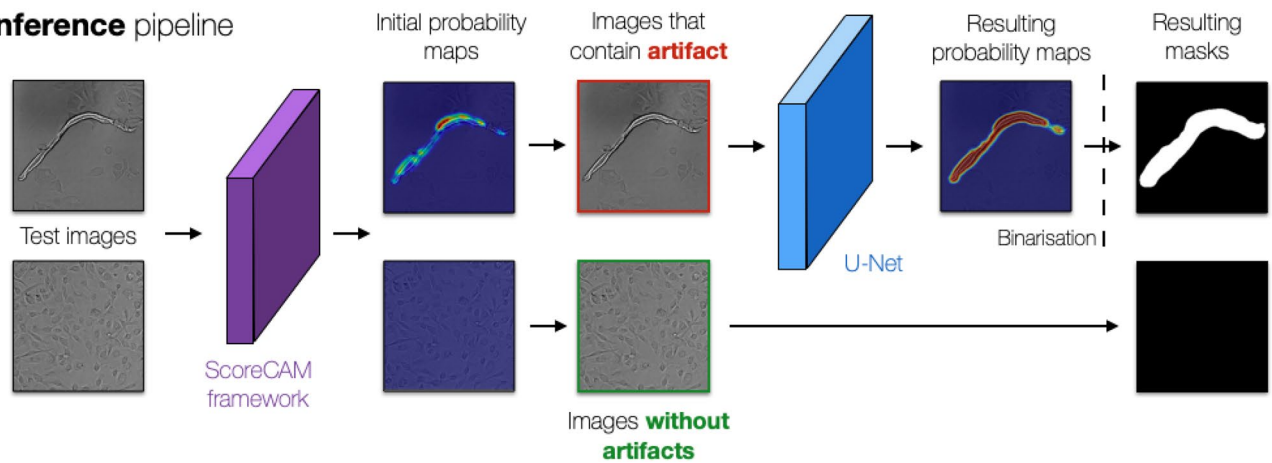 nference pipeline
Initial probability
maps
Images that
contain artifact
Resulting
probability maps
Resulting
masks
Test images
Binarisation
U-Net
ScoreCAM
framework
Images without
artifacts